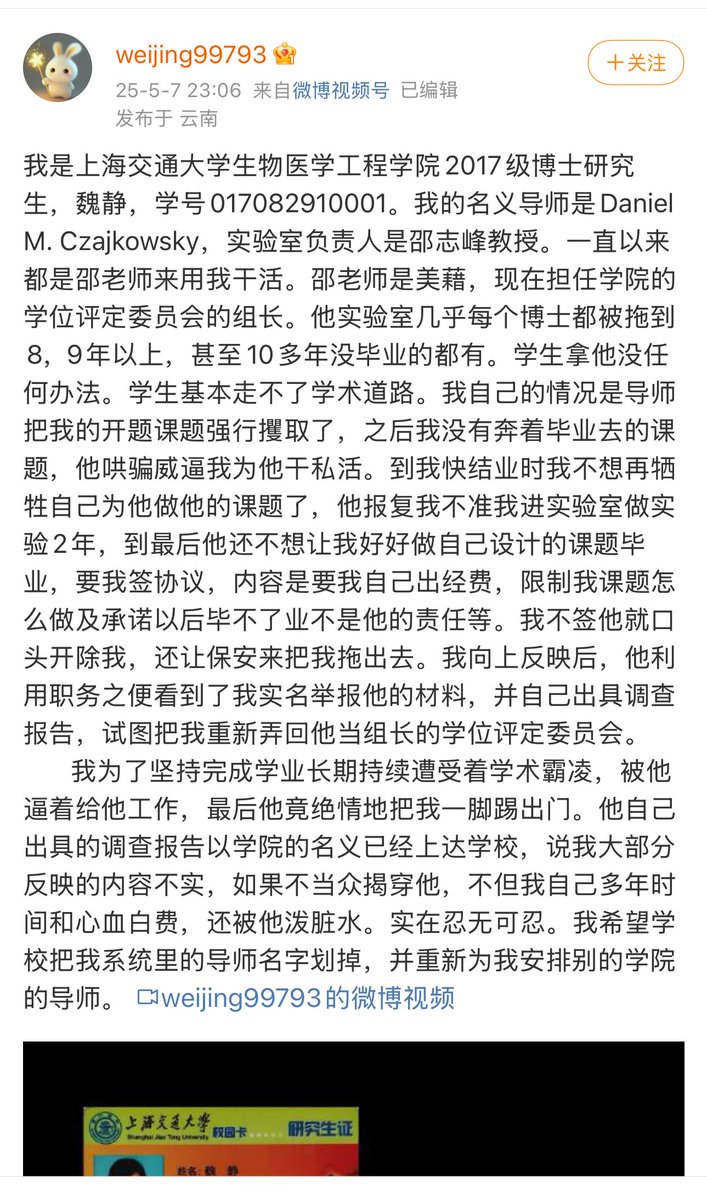 weijing99793
+关注
25-5-7 23:06 来自微博视频号 已编辑
发布于 云南
我是上海交通大学生物医学工程学院2017级博士研究
生，魏静，学号017082910001。我的名义导师是Daniel
M. Czajkowsky，实验室负责人是邵志峰教授。一直以来
都是邵老师来用我干活。邵老师是美藉，现在担任学院的
学位评定委员会的组长。他实验室几乎每个博士都被拖到
8，9年以上，甚至10多年没毕业的都有。学生拿他没任
何办法。学生基本走不了学术道路。我自己的情况是导师
把我的开题课题强行攫取了，之后我没有奔着毕业去的课
题，他哄骗威逼我为他干私活。到我快结业时我不想再牺
牲自己为他做他的课题了，他报复我不准我进实验室做实
验2年，到最后他还不想让我好好做自己设计的课题毕
业，要我签协议，内容是要我自己出经费，限制我课题怎
么做及承诺以后毕不了业不是他的责任等。我不签他就口
头开除我，还让保安来把我拖出去。我向上反映后，他利
用职务之便看到了我实名举报他的材料，并自己出具调查
报告，试图把我重新弄回他当组长的学位评定委员会。
我为了坚持完成学业长期持续遭受着学术霸凌，被他
逼着给他工作，最后他竟绝情地把我一脚踢出门。他自己
出具的调查报告以学院的名义已经上达学校，说我大部分
反映的内容不实，如果不当众揭穿他，不但我自己多年时
间和心血白费，还被他泼脏水。实在忍无可忍。我希望学
校把我系统里的导师名字划掉，并重新为我安排别的学院
的导师。 weijing99793的微博视频
上海交通大学 校园卡 研究生证
Shanghai Jiao Tong University
姓名：魏 静